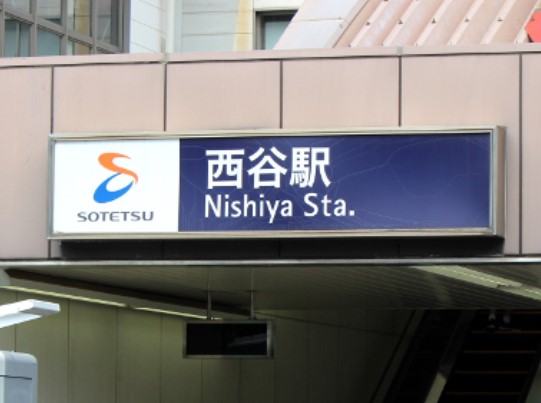 SOTETSU
西谷駅
Nishiya Sta.